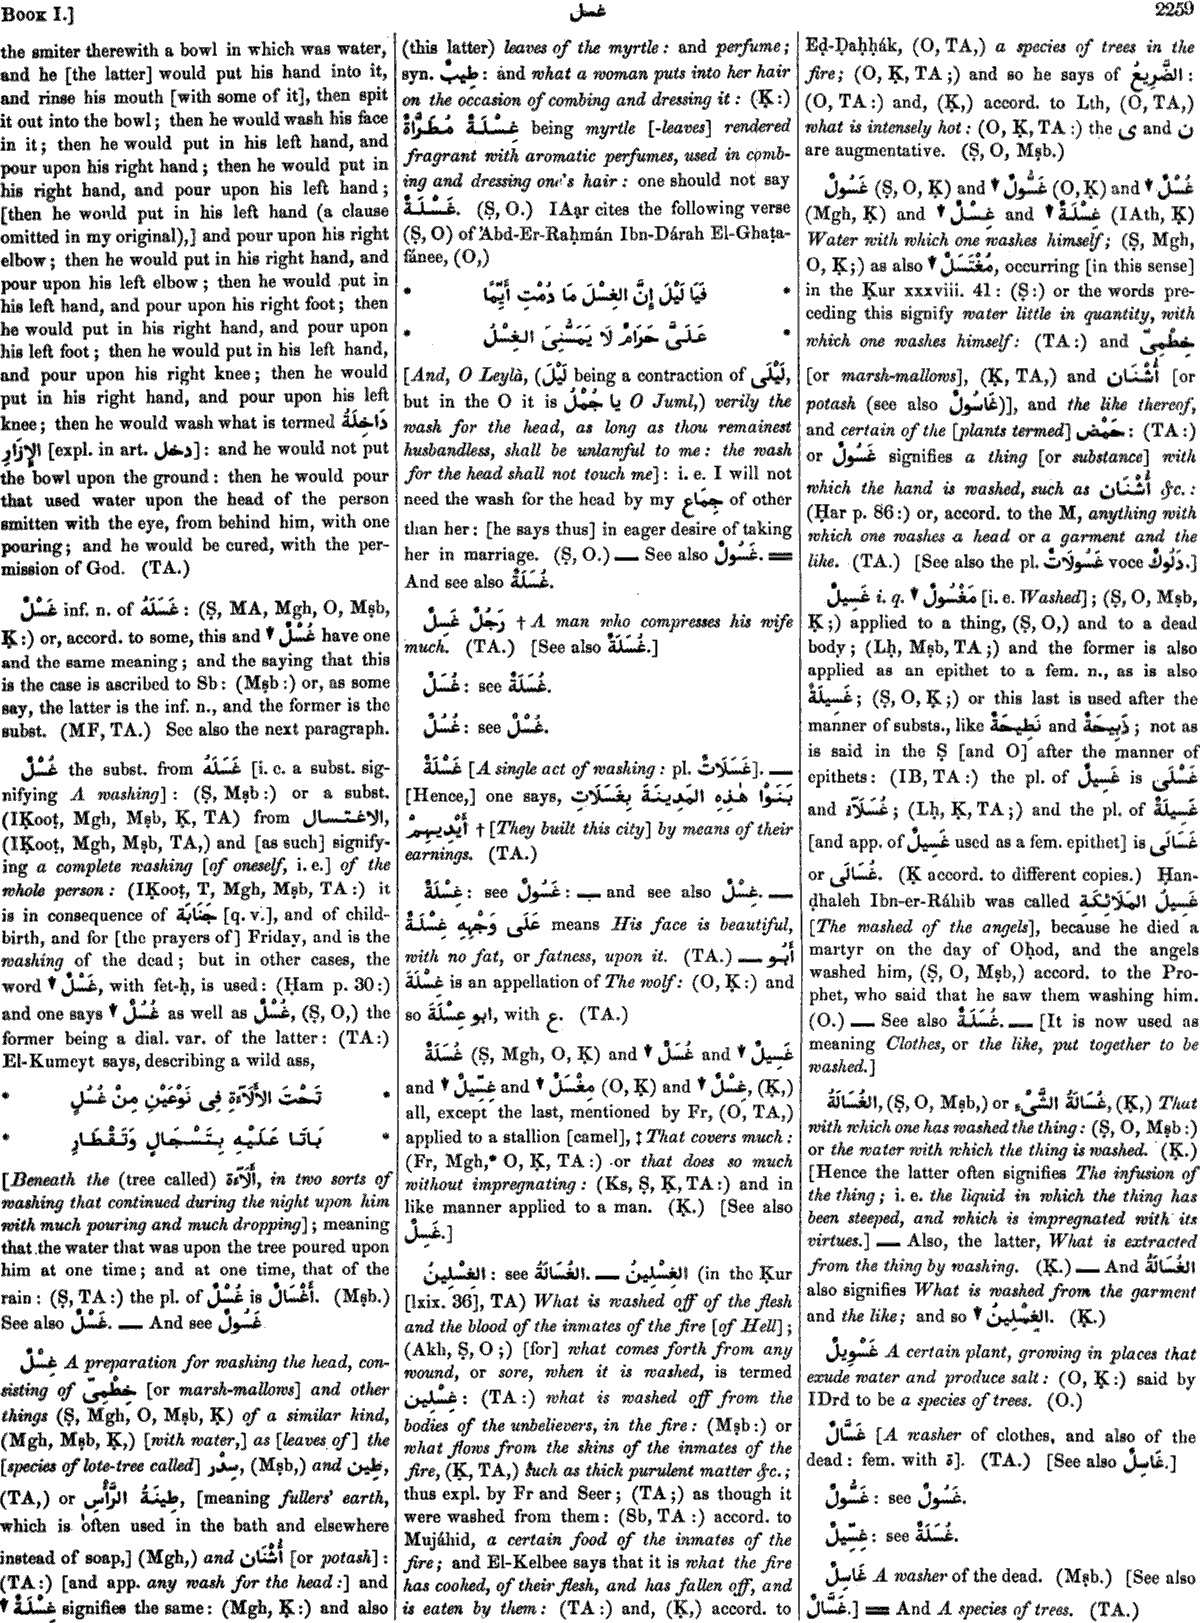 BOOK I.]
غسل
2259
the smiter therewith a bowl in which was water,
and he [the latter] would put his hand into it,
and rinse his mouth [with some of it], then spit
it out into the bowl; then he would wash his face
in it; then he would put in his left hand, and
pour upon his right hand; then he would put in
his right hand, and pour upon his left hand;
[then he would put in his left hand (a clause
omitted in my original),] and pour upon his right
elbow; then he would put in his right hand, and
pour upon his left elbow; then he would put in
his left hand, and pour upon his right foot; then
he would put in his right hand, and pour upon
his left foot; then he would put in his left hand,
and pour upon his right knee; then he would
put in his right hand, and pour upon his left
knee; then he would wash what is termed دَاخِلَةُ
الإِزَارِ [expl. in art. دخل]: and he would not put
the bowl upon the ground: then he would pour
that used water upon the head of the person
smitten with the eye, from behind him, with one
pouring; and he would be cured, with the per-
mission of God. (TA.)
غَسْلٌ inf. n. of غَسَلَهُ: (Ṣ, MA, Mgh, O, Mṣb,
Ḳ:) or, accord. to some, this and ▼ غُسْلٌ have one
and the same meaning; and the saying that this
is the case is ascribed to Sb: (Mṣb:) or, as some
say, the latter is the inf. n., and the former is the
subst. (MF, TA.) See also the next paragraph.
غُسْلٌ the subst. from غَسَلَهُ [i. e. a subst. sig-
nifying A washing]: (Ṣ, Mṣb:) or a subst.
(IḲooṭ, Mgh, Mṣb, Ḳ, TA) from الاِغْتِسَال,
(IḲooṭ, Mgh, Mṣb, TA,) and [as such] signify-
ing a complete washing [of oneself, i. e.] of the
whole person: (IḲooṭ, T, Mgh, Mṣb, TA:) it
is in consequence of جَنَابَة [q. v.], and of child-
birth, and for [the prayers of] Friday, and is the
washing of the dead; but in other cases, the
word ▼ غَسْلٌ, with fet-ḥ, is used: (Ḥam p. 30:)
and one says ▼ غُسُلٌ as well as غُسْلٌ, (Ṣ, O,) the
former being a dial. var. of the latter: (TA:)
El-Kumeyt says, describing a wild ass,
* تَحْتَ الأَلَآءَةِ فِى نَوْعَيْنِ مِنْ غُسُلٍ *
* بَاتَا عَلَيْهِ بِتَسْجَالٍ وَتَقْطَارِ *
[Beneath the (tree called) أَلَآءَة, in two sorts of
washing that continued during the night upon him
with much pouring and much dropping]; meaning
that the water that was upon the tree poured upon
him at one time; and at one time, that of the
rain: (Ṣ, TA:) the pl. of غُسْلٌ is أَغْسَالٌ. (Mṣb.)
See also غَسْلٌ. — And see غَسُولٌ
غِسْلٌ A preparation for washing the head, con-
sisting of خِطْمِىّ [or marsh-mallows] and other
things (Ṣ, Mgh, O, Mṣb, Ḳ) of a similar kind,
(Mgh, Mṣb, Ḳ,) [with water,] as [leaves of] the
[species of lote-tree called] سِدْر, (Mṣb,) and طِين,
(TA,) or طِينَةُ الرَّأْسِ, [meaning fullers' earth,
which is often used in the bath and elsewhere
instead of soap,] (Mgh,) and أُشْنَان [or potash]:
(TA:) [and app. any wash for the head:] and
▼ غِسْلَةٌ signifies the same: (Mgh, Ḳ:) and also
(this latter) leaves of the myrtle: and perfume;
syn. طِيبٌ: and what a woman puts into her hair
on the occasion of combing and dressing it: (Ḳ:)
غِسْلَةٌ مُطَرَّاةٌ being myrtle [-leaves] rendered
fragrant with aromatic perfumes, used in comb-
ing and dressing one's hair: one should not say
غَسْلَةٌ. (Ṣ, O.) IAạr cites the following verse
(Ṣ, O) of 'Abd-Er-Raḥmán Ibn-Dárah El-Ghaṭa-
fánee, (O,)
* فَيَا لَيْلَ إِنَّ الغِسْلَ مَا دُمْتِ أَيِّمًا *
* عَلَىَّ حَرَامٌ لَا يَمَسُّنِىَ الغِسْلُ *
[And, O Leylà, (لَيْلَ being a contraction of لَيْلَى,
but in the O it is يا جُمْلُ O Juml,) verily the
wash for the head, as long as thou remainest
husbandless, shall be unlawful to me: the wash
for the head shall not touch me]: i. e. I will not
need the wash for the head by my جِمَاع of other
than her: [he says thus] in eager desire of taking
her in marriage. (Ṣ, O.) — See also غَسُولٌ. ═
And see also غُسَلَةٌ.
رَجُلٌ غَسِلٌ † A man who compresses his wife
much. (TA.) [See also غُسَلَةٌ.]
غُسَلٌ: see غُسَلَةٌ.
غُسُلٌ: see غُسْلٌ.
غَسْلَةٌ [A single act of washing: pl. غَسَلَاتٌ]. —
[Hence,] one says, بَنَوْا هٰذِهِ المَدِينَةَ بِغَسَلَاتِ
أَيْدِيهِمْ † [They built this city] by means of their
earnings. (TA.)
غِسْلَةٌ: see غَسُولٌ: — and see also غِسْلٌ. —
عَلَى وَجْهِهِ غِسْلَةٌ means His face is beautiful,
with no fat, or fatness, upon it. (TA.) — أَبُو
غِسْلَةَ is an appellation of The wolf: (O, Ḳ:) and
so ابو عِسْلَةَ, with ع. (TA.)
غُسَلَةٌ (Ṣ, Mgh, O, Ḳ) and ▼ غُسَلٌ and ▼ غَسِيلٌ
and ▼ غِسِّيلٌ and ▼ مِغْسَلٌ (O, Ḳ) and ▼ غِسْلٌ, (Ḳ,)
all, except the last, mentioned by Fr, (O, TA,)
applied to a stallion [camel], ‡ That covers much:
(Fr, Mgh,* O, Ḳ, TA:) or that does so much
without impregnating: (Ks, Ṣ, Ḳ, TA:) and in
like manner applied to a man. (Ḳ.) [See also
غَسِلٌ.]
الغِسْلِينُ: see الغُسَالَةُ. — الغِسْلِينُ (in the Ḳur
[lxix. 36], TA) What is washed off of the flesh
and the blood of the inmates of the fire [of Hell];
(Akh, Ṣ, O;) [for] what comes forth from any
wound, or sore, when it is washed, is termed
غِسْلِين: (TA:) what is washed off from the
bodies of the unbelievers, in the fire: (Mṣb:) or
what flows from the skins of the inmates of the
fire, (Ḳ, TA,) such as thick purulent matter &c.;
thus expl. by Fr and Seer; (TA;) as though it
were washed from them: (Sb, TA:) accord. to
Mujáhid, a certain food of the inmates of the
fire; and El-Kelbee says that it is what the fire
has cooked, of their flesh, and has fallen off, and
is eaten by them: (TA:) and, (Ḳ,) accord. to
Eḍ-Ḍaḥḥák, (O, TA,) a species of trees in the
fire; (O, Ḳ, TA;) and so he says of الضَّرِيعُ:
(O, TA:) and, (Ḳ,) accord. to Lth, (O, TA,)
what is intensely hot: (O, Ḳ, TA:) the ى and ن
are augmentative. (Ṣ, O, Mṣb.)
غَسُولٌ (Ṣ, O, Ḳ) and ▼ غَسُّولٌ (O, Ḳ) and ▼ غُسْلٌ
(Mgh, Ḳ) and ▼ غِسْلٌ and ▼ غِسْلَةٌ (IAth, Ḳ)
Water with which one washes himself; (Ṣ, Mgh,
O, Ḳ;) as also ▼ مُغْتَسَلٌ, occurring [in this sense]
in the Ḳur xxxviii. 41: (Ṣ:) or the words pre-
ceding this signify water little in quantity, with
which one washes himself: (TA:) and خِطْمِىّ
[or marsh-mallows], (Ḳ, TA,) and أُشْنَان [or
potash (see also غَاسُولٌ)], and the like thereof,
and certain of the [plants termed] حَمْض: (TA:)
or غَسُولٌ signifies a thing [or substance] with
which the hand is washed, such as أُشْنَان &c.:
(Ḥar p. 86:) or, accord. to the M, anything with
which one washes a head or a garment and the
like. (TA.) [See also the pl. غَسُولَاتٌ voce دَلُوكٌ.]
غَسِيلٌ i. q. ▼ مَغْسُولٌ [i. e. Washed]; (Ṣ, O, Mṣb,
Ḳ;) applied to a thing, (Ṣ, O,) and to a dead
body; (Lḥ, Mṣb, TA;) and the former is also
applied as an epithet to a fem. n., as is also
غَسِيلَةٌ; (Ṣ, O, Ḳ;) or this last is used after the
manner of substs., like نَطِيحَةٌ and ذَبِيحَةٌ; not as
is said in the Ṣ [and O] after the manner of
epithets: (IB, TA:) the pl. of غَسِيلٌ is غَسْلَى
and غُسَلَآءُ; (Lḥ, Ḳ, TA;) and the pl. of غَسِيلَةٌ
[and app. of غَسِيلٌ used as a fem. epithet] is غَسَالَى
or غُسَالَى. (Ḳ accord. to different copies.) Ḥan-
ḍhaleh Ibn-er-Ráhib was called غَسِيلُ المَلَائِكَةِ
[The washed of the angels], because he died a
martyr on the day of Oḥod, and the angels
washed him, (Ṣ, O, Mṣb,) accord. to the Pro-
phet, who said that he saw them washing him.
(O.) — See also غُسَلَةٌ. — [It is now used as
meaning Clothes, or the like, put together to be
washed.]
الغُسَالَةُ, (Ṣ, O, Mṣb,) or غُسَالَةُ الشَّىْءِ, (Ḳ,) That
with which one has washed the thing: (Ṣ, O, Mṣb:)
or the water with which the thing is washed. (Ḳ.)
[Hence the latter often signifies The infusion of
the thing; i. e. the liquid in which the thing has
been steeped, and which is impregnated with its
virtues.] — Also, the latter, What is extracted
from the thing by washing. (Ḳ.) — And الغُسَالَةُ
also signifies What is washed from the garment
and the like; and so ▼ الغِسْلِينُ. (Ḳ.)
غَسْوِيلٌ A certain plant, growing in places that
exude water and produce salt: (O, Ḳ:) said by
IDrd to be a species of trees. (O.)
غَسَّالٌ [A washer of clothes, and also of the
dead: fem. with ة]. (TA.) [See also غَاسِلٌ.]
غَسُّولٌ: see غَسُولٌ.
غِسِّيلٌ: see غُسَلَةٌ.
غَاسِلٌ A washer of the dead. (Mṣb.) [See also
غَسَّالٌ.] ═ And A species of trees. (TA.)